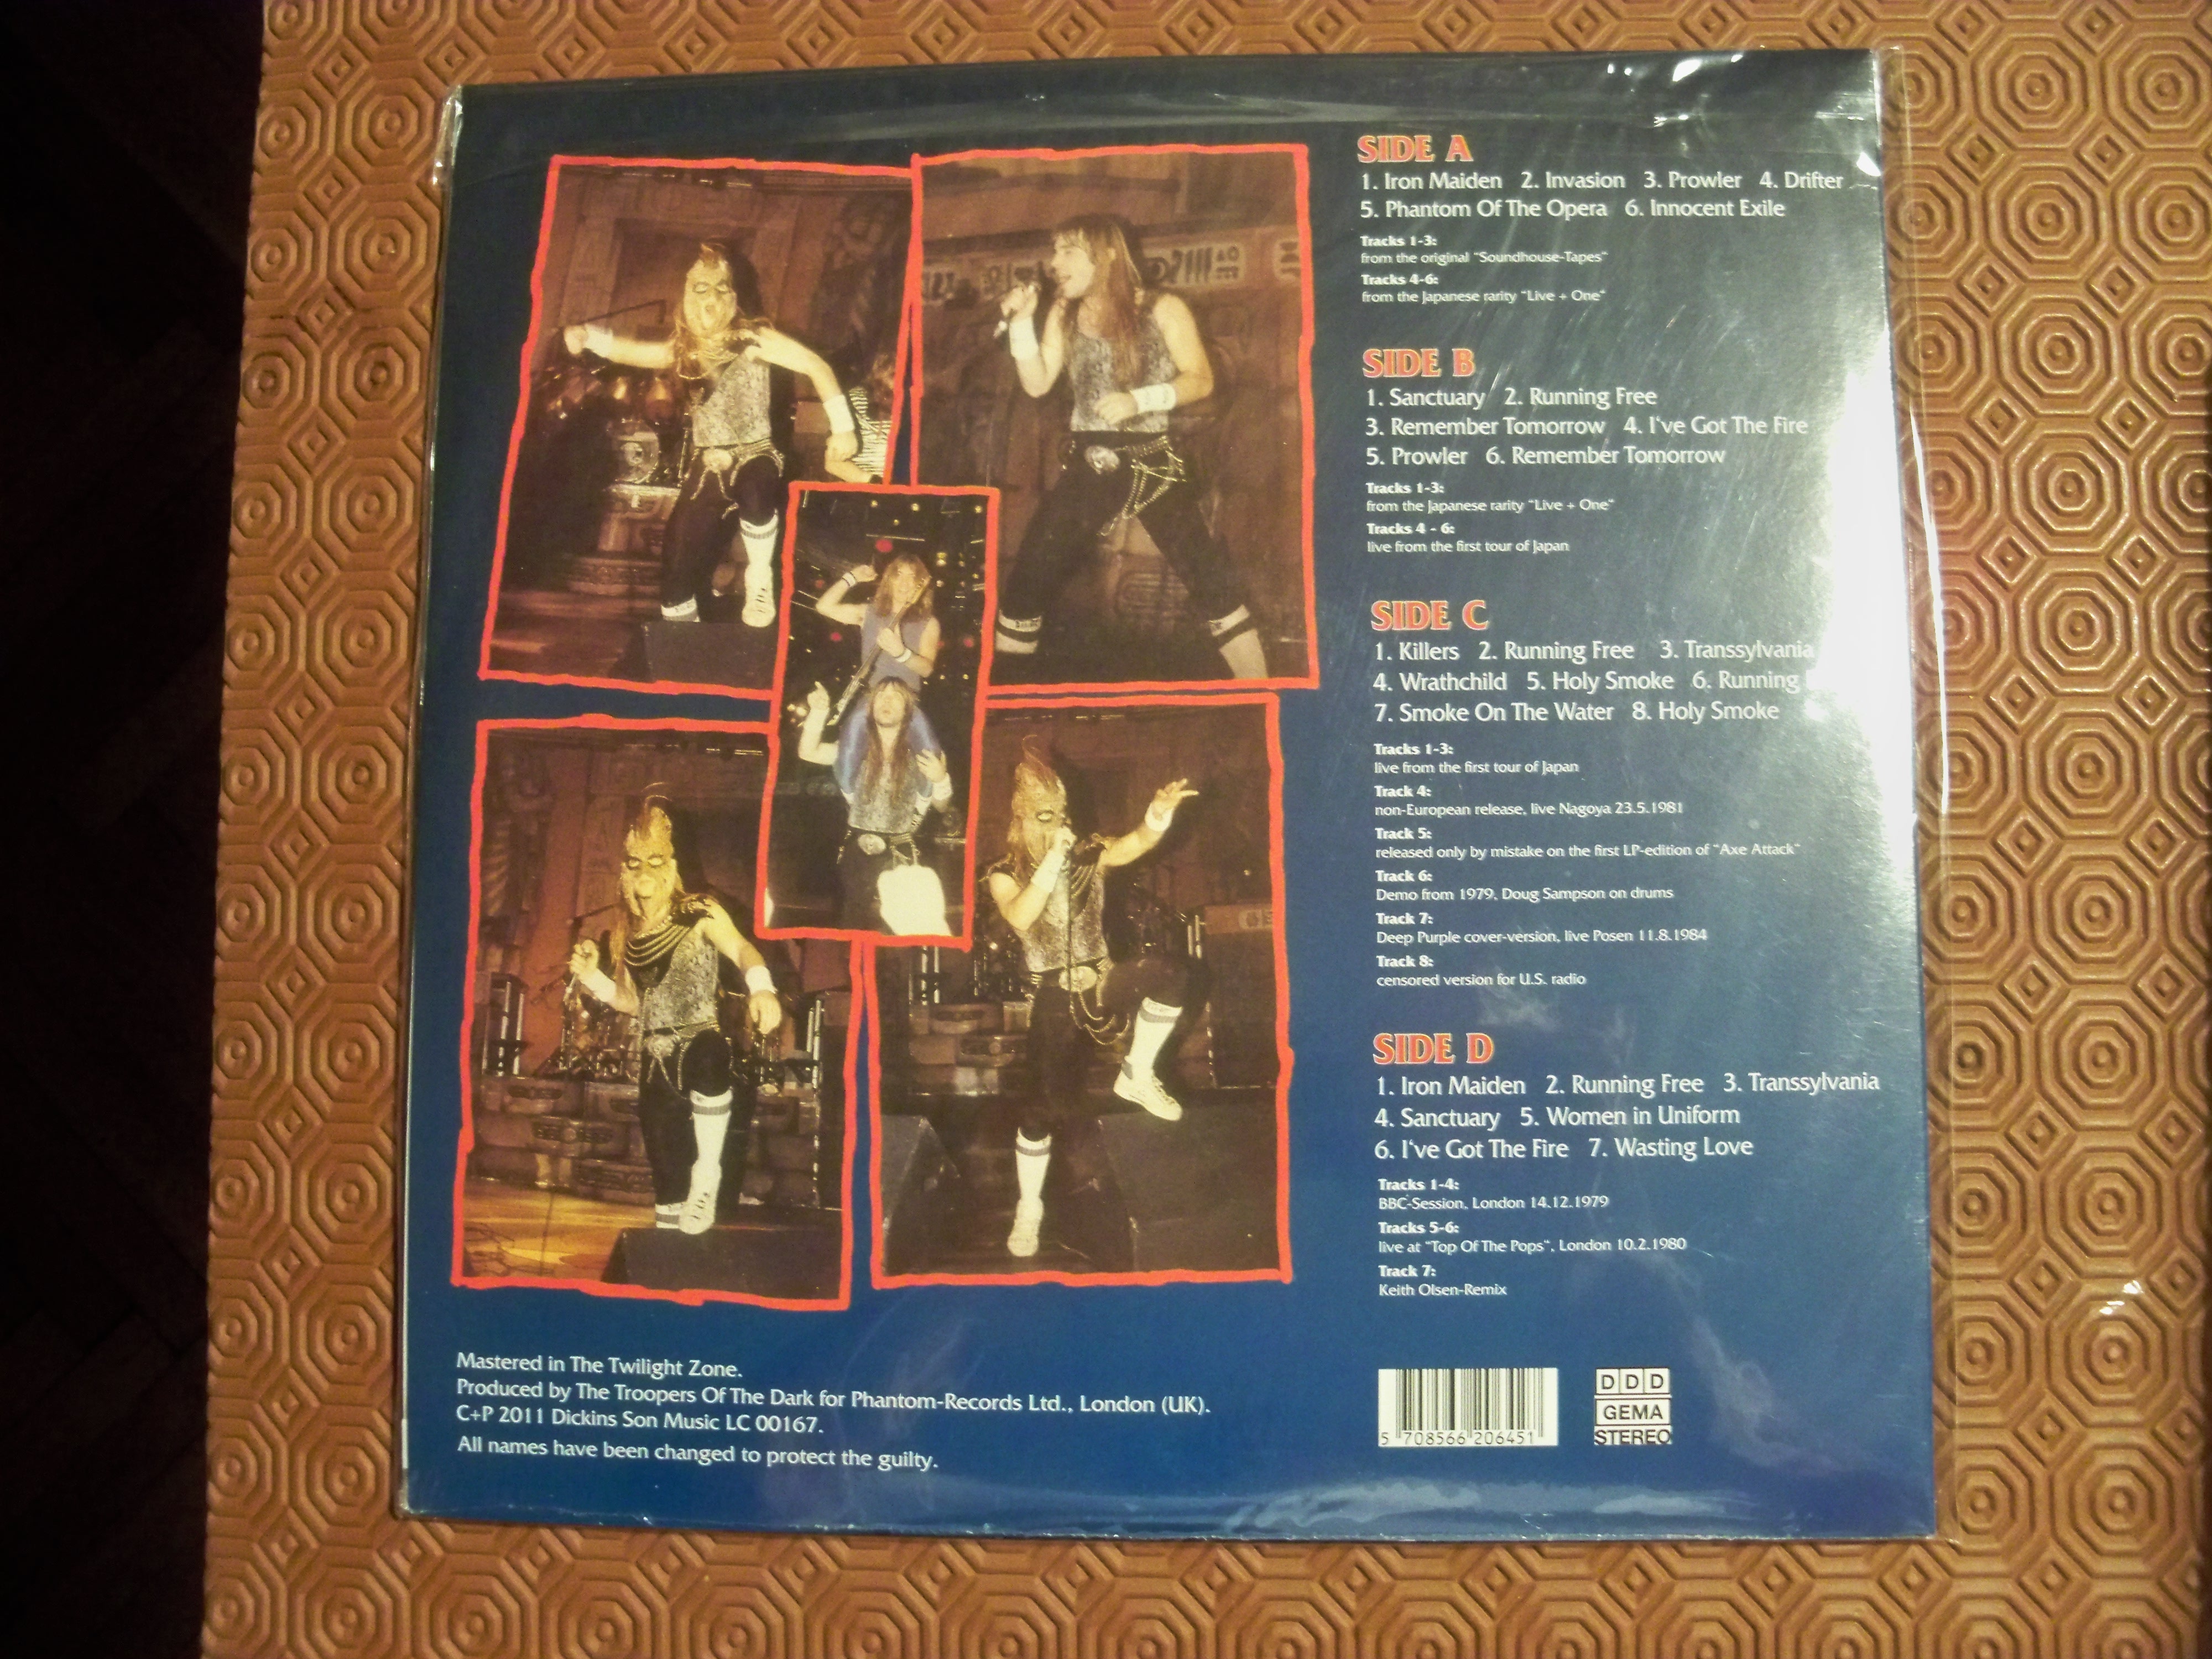 SIDE A
1. Iron Maiden 2. Invasion 3. Prowler 4. Drifter
5. Phantom Of The Opera 6. Innocent Exile
Tracks 1-3:
from the original "Soundhouse-Tapes"
Tracks 4-6:
from the Japanese rarity "Live + One"
SIDE B
1. Sanctuary 2. Running Free
3. Remember Tomorrow 4. I've Got The Fire
5. Prowler 6. Remember Tomorrow
Tracks 1-3:
from the Japanese rarity "Live + One"
Tracks 4 - 6:
live from the first tour of Japan
SIDE C
1. Killers 2. Running Free 3. Transsylvania
4. Wrathchild 5. Holy Smoke 6. Running
7. Smoke On The Water 8. Holy Smoke
Tracks 1-3:
live from the first tour of Japan
Track 4:
non-European release, live Nagoya 23.5.1981
Track 5:
released only by mistake on the first LP-edition of "Axe Attack"
Track 6:
Demo from 1979, Doug Sampson on drums
Track 7:
Deep Purple cover-version, live Posen 11.8.1984
Track 8:
censored version for U.S. radio
SIDE D
1. Iron Maiden 2. Running Free 3. Transsylvania
4. Sanctuary 5. Women in Uniform
6. I've Got The Fire 7. Wasting Love
Tracks 1-4:
BBC-Session, London 14.12.1979
Tracks 5-6:
live at "Top Of The Pops", London 10.2.1980
Track 7:
Keith Olsen-Remix
Mastered in The Twilight Zone.
Produced by The Troopers Of The Dark for Phantom-Records Ltd., London (UK).
C+P 2011 Dickins Son Music LC 00167.
All names have been changed to protect the guilty.
5 708566 206451
DDD
GEMA
STEREO